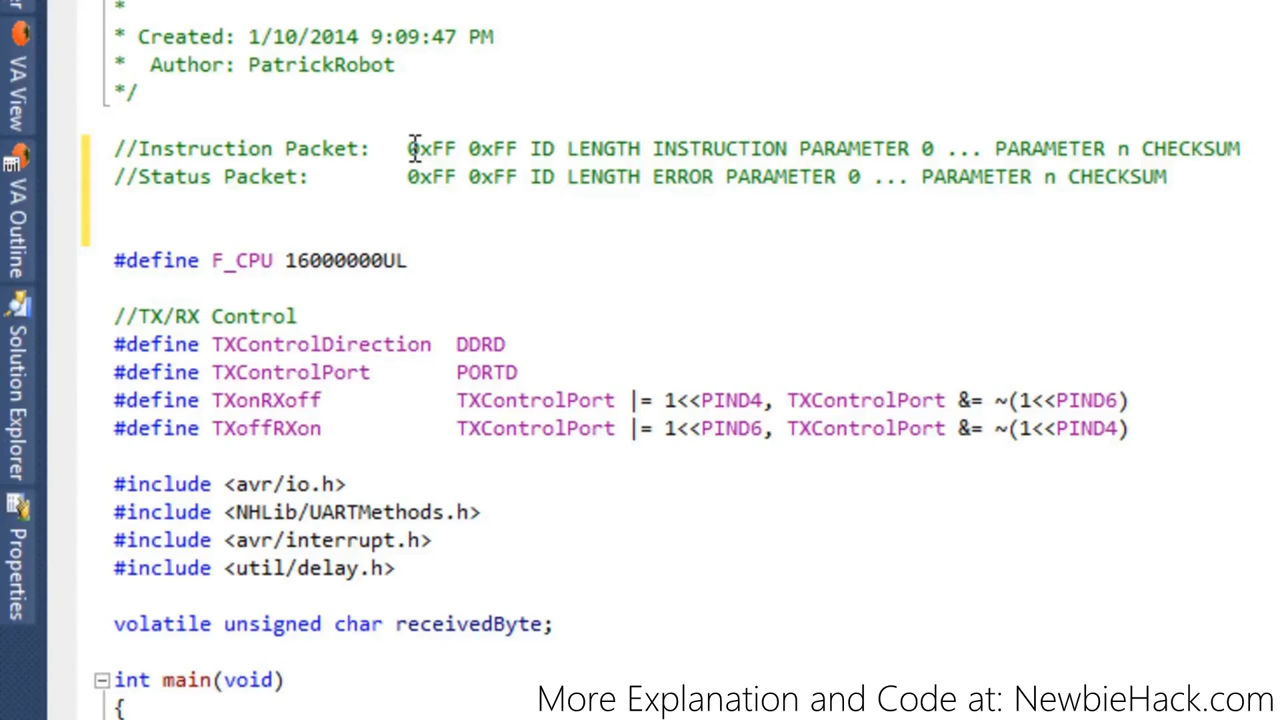 er
VA View
VA Outline
Solution Explorer
Properties
*
* Created: 1/10/2014 9:09:47 PM
* Author: PatrickRobot
*/
//Instruction Packet: 0xFF 0xFF ID LENGTH INSTRUCTION PARAMETER 0 ... PARAMETER n CHECKSUM
//Status Packet: 0xFF 0xFF ID LENGTH ERROR PARAMETER 0 ... PARAMETER n CHECKSUM
#define F_CPU 16000000UL
//TX/RX Control
#define TXControlDirection DDRD
#define TXControlPort PORTD
#define TXonRXoff TXControlPort |= 1<<PIND4, TXControlPort &= ~(1<<PIND6)
#define TXoffRXon TXControlPort |= 1<<PIND6, TXControlPort &= ~(1<<PIND4)
#include <avr/io.h>
#include <NHLib/UARTMethods.h>
#include <avr/interrupt.h>
#include <util/delay.h>
volatile unsigned char receivedByte;
int main(void)
{
More Explanation and Code at: NewbieHack.com